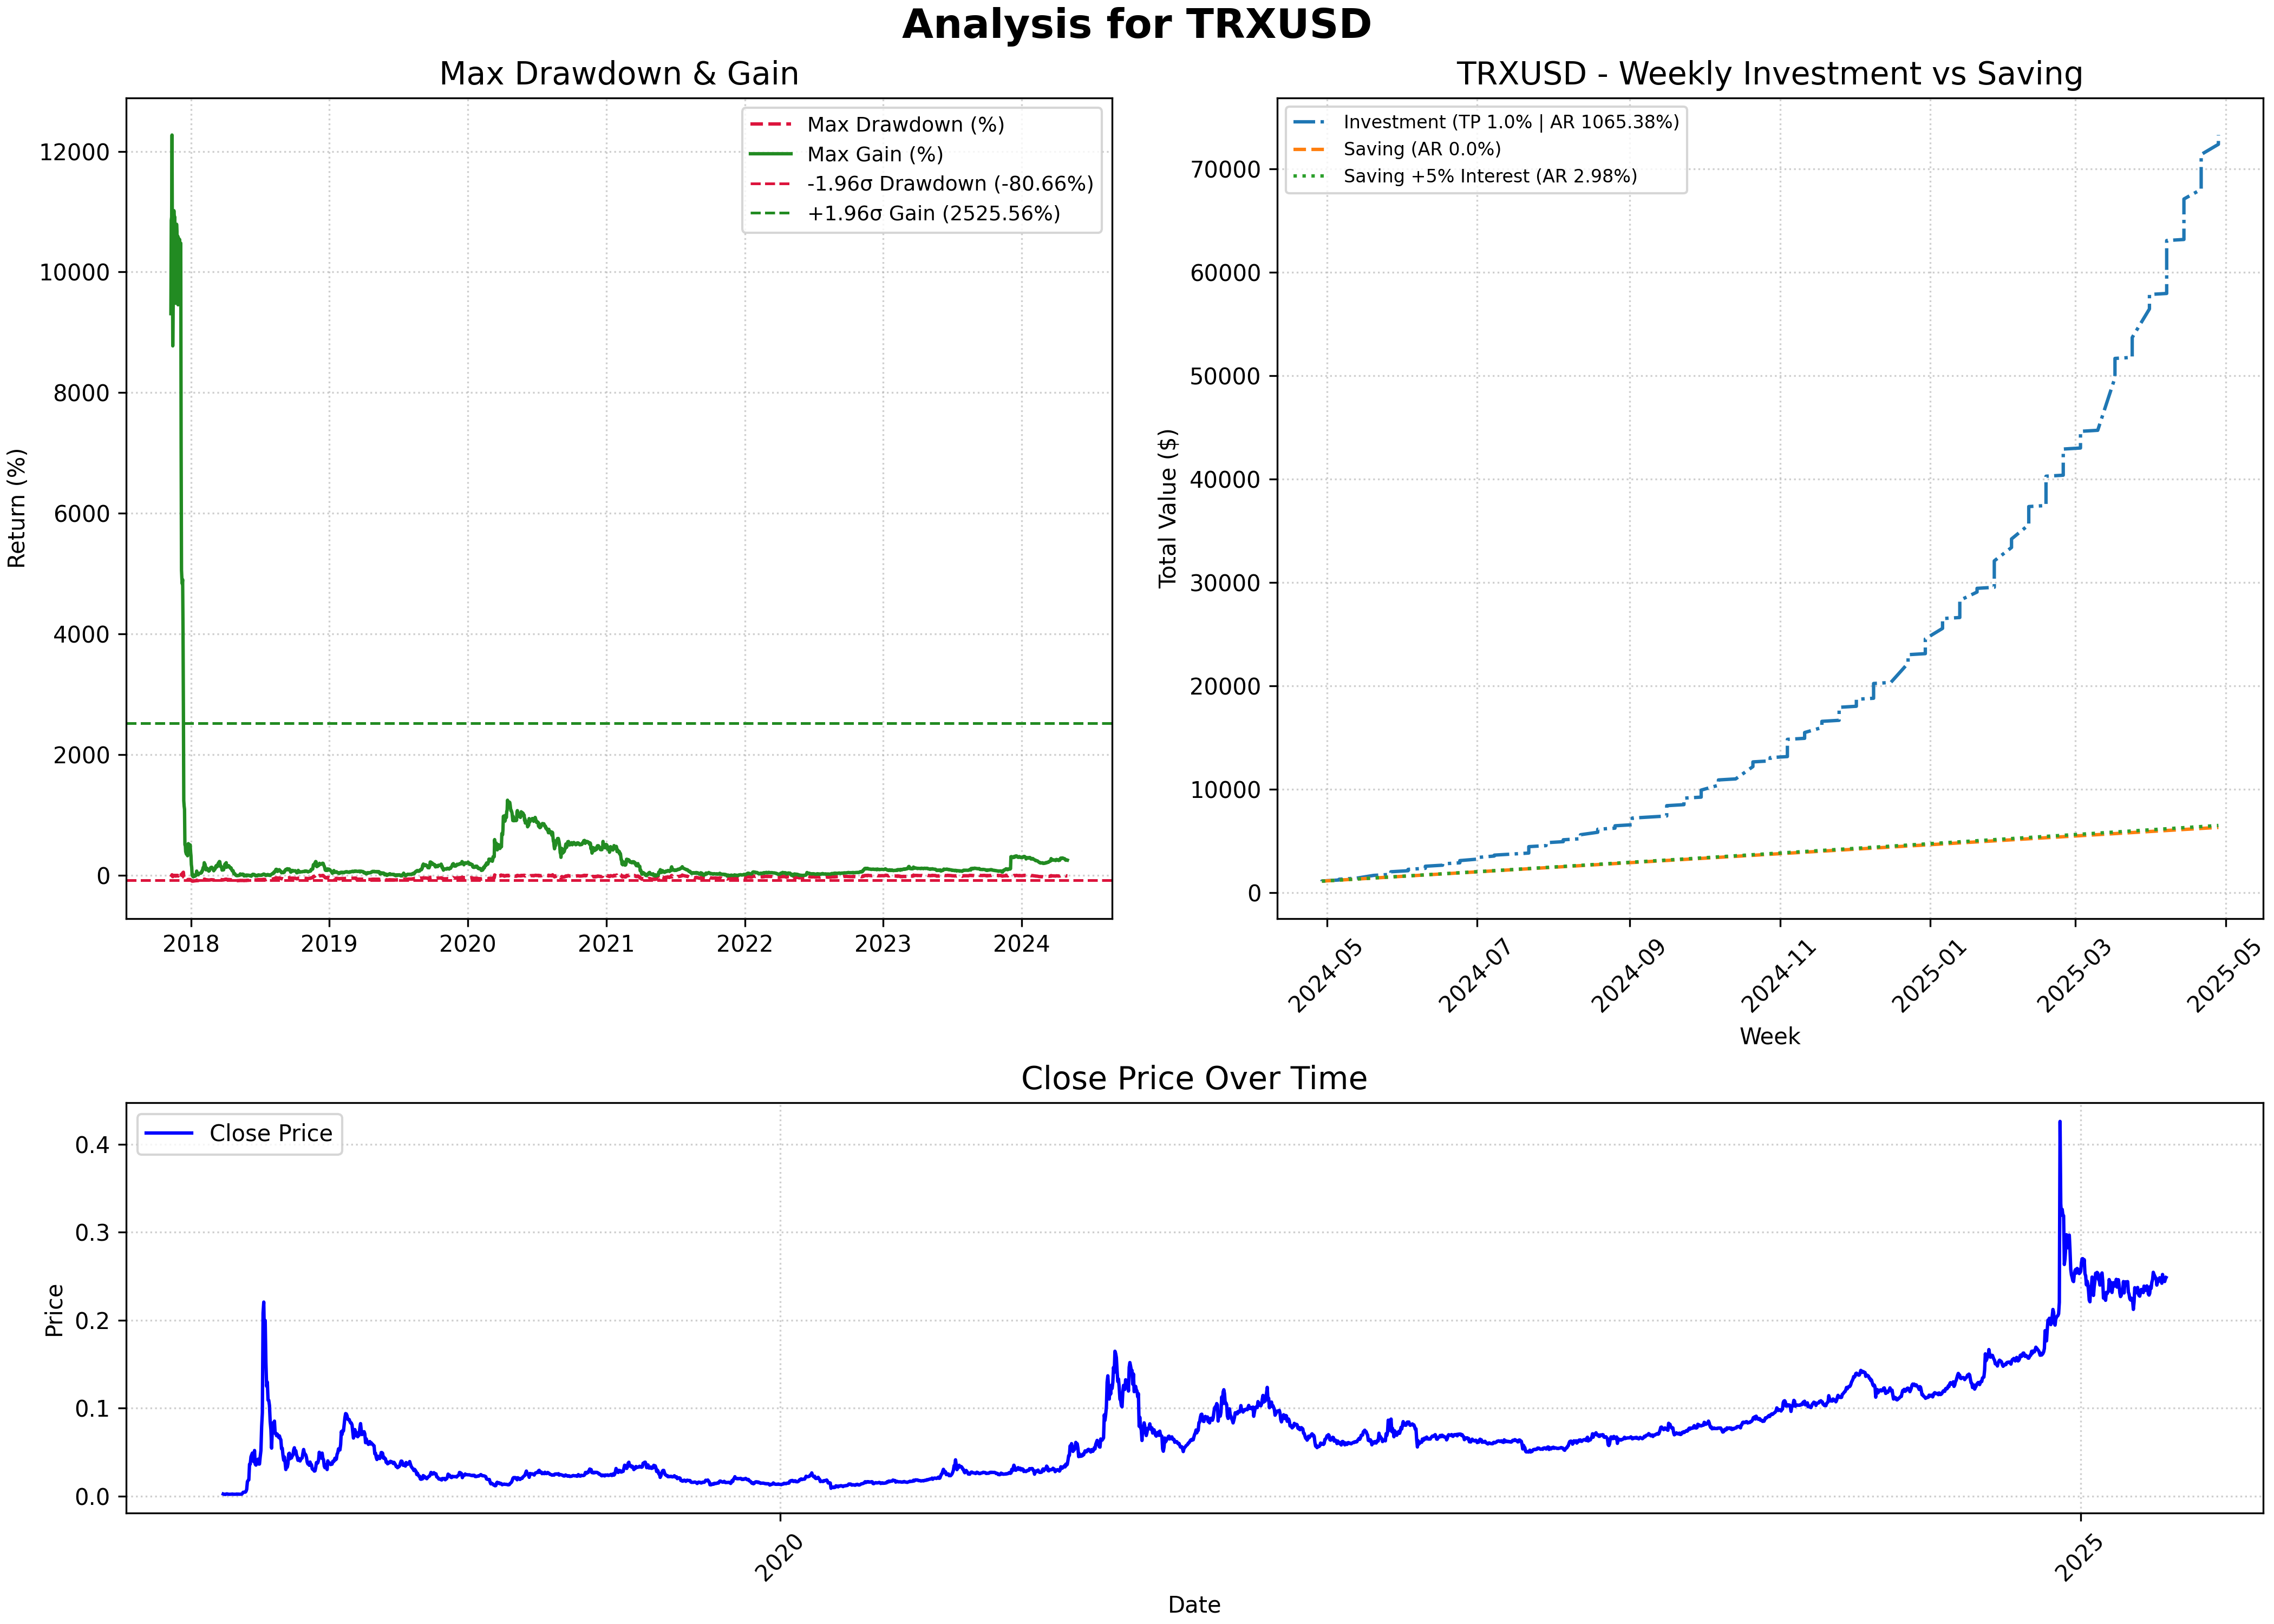 Analysis for TRXUSD
Max Drawdown & Gain
Max Drawdown (%)
Max Gain (%)
-1.96σ Drawdown (-80.66%)
+1.96σ Gain (2525.56%)
Return (%)
12000
10000
8000
6000
4000
2000
0
2018
2019
2020
2021
2022
2023
2024
TRXUSD - Weekly Investment vs Saving
Investment (TP 1.0% | AR 1065.38%)
Saving (AR 0.0%)
Saving +5% Interest (AR 2.98%)
Total Value ($)
70000
60000
50000
40000
30000
20000
10000
0
2024-05
2024-07
2024-09
2024-11
2025-01
2025-03
2025-05
Week
Close Price Over Time
Close Price
Price
0.4
0.3
0.2
0.1
0.0
2020
2025
Date